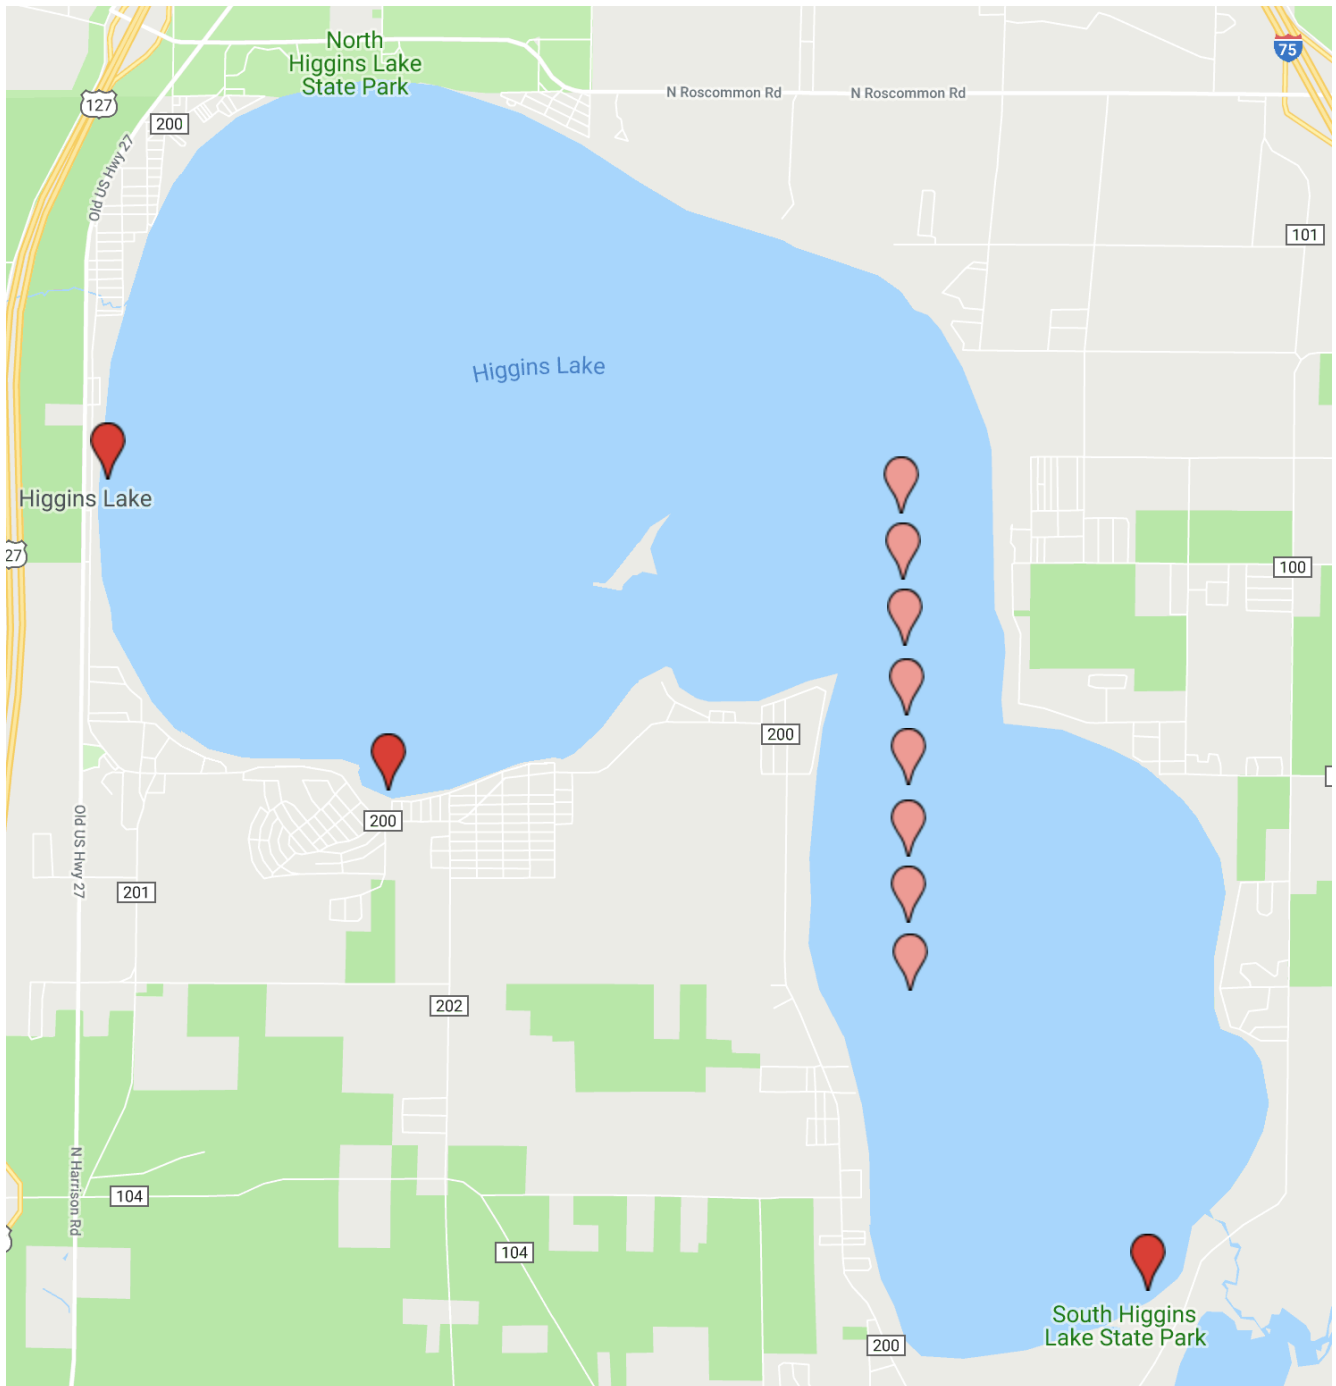 North
Higgins Lake
State Park
75
N Roscommon Rd
N Roscommon Rd
127
200
Old US Hwy 27
101
Higgins Lake
Higgins Lake
27
100
200
200
Old US Hwy 27
201
202
N Harrison Rd
104
104
South Higgins
Lake State Park
200